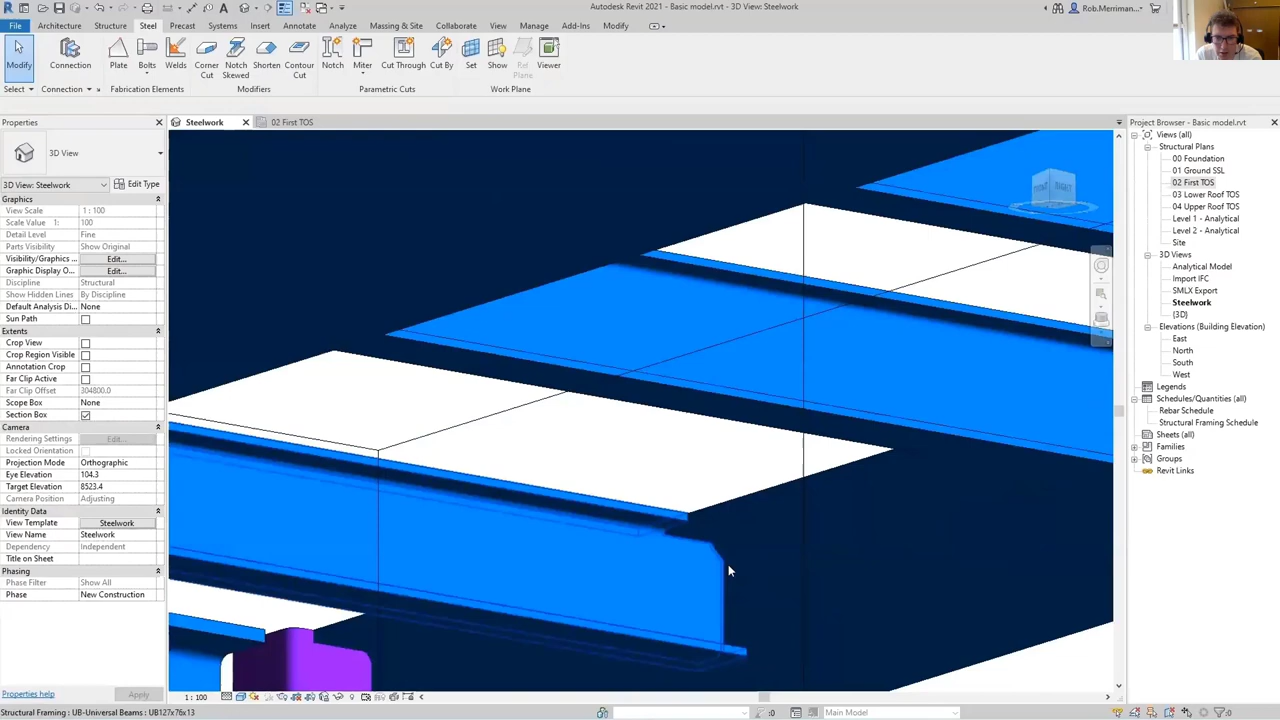 Autodesk Revit 2021 - Basic model.rvt - 3D View: Steelwork
Rob.Merriman...
File Architecture Structure Steel Precast Systems Insert Annotate Analyze Massing & Site Collaborate View Manage Add-Ins Modify
Modify Connection Plate Bolts Welds Corner Cut Notch Skewed Shorten Contour Cut Notch Miter Cut Through Cut By Set Show Ref Plane Viewer
Select Connection Fabrication Elements Modifiers Parametric Cuts Work Plane
Properties
3D View
3D View: Steelwork Edit Type
Graphics
View Scale 1 : 100
Scale Value 1: 100
Detail Level Fine
Parts Visibility Show Original
Visibility/Graphics ... Edit...
Graphic Display O... Edit...
Discipline Structural
Show Hidden Lines By Discipline
Default Analysis D... None
Sun Path
Extents
Crop View
Crop Region Visible
Annotation Crop
Far Clip Active
Far Clip Offset 304800.0
Scope Box None
Section Box
Camera
Rendering Settings Edit...
Locked Orientation
Projection Mode Orthographic
Eye Elevation 104.3
Target Elevation 8523.4
Camera Position Adjusting
Identity Data
View Template Steelwork
View Name Steelwork
Dependency Independent
Title on Sheet
Phasing
Phase Filter Show All
Phase New Construction
Properties help Apply
Steelwork 02 First TOS
FRONT RIGHT
1 : 100
Project Browser - Basic model.rvt
Views (all)
Structural Plans
00 Foundation
01 Ground SSL
02 First TOS
03 Lower Roof TOS
04 Upper Roof TOS
Level 1 - Analytical
Level 2 - Analytical
Site
3D Views
Analytical Model
Import IFC
SMLX Export
Steelwork
{3D}
Elevations (Building Elevation)
East
North
South
West
Legends
Schedules/Quantities (all)
Rebar Schedule
Structural Framing Schedule
Sheets (all)
Families
Groups
Revit Links
Structural Framing : UB-Universal Beams : UB127x76x13
:0 Main Model :0